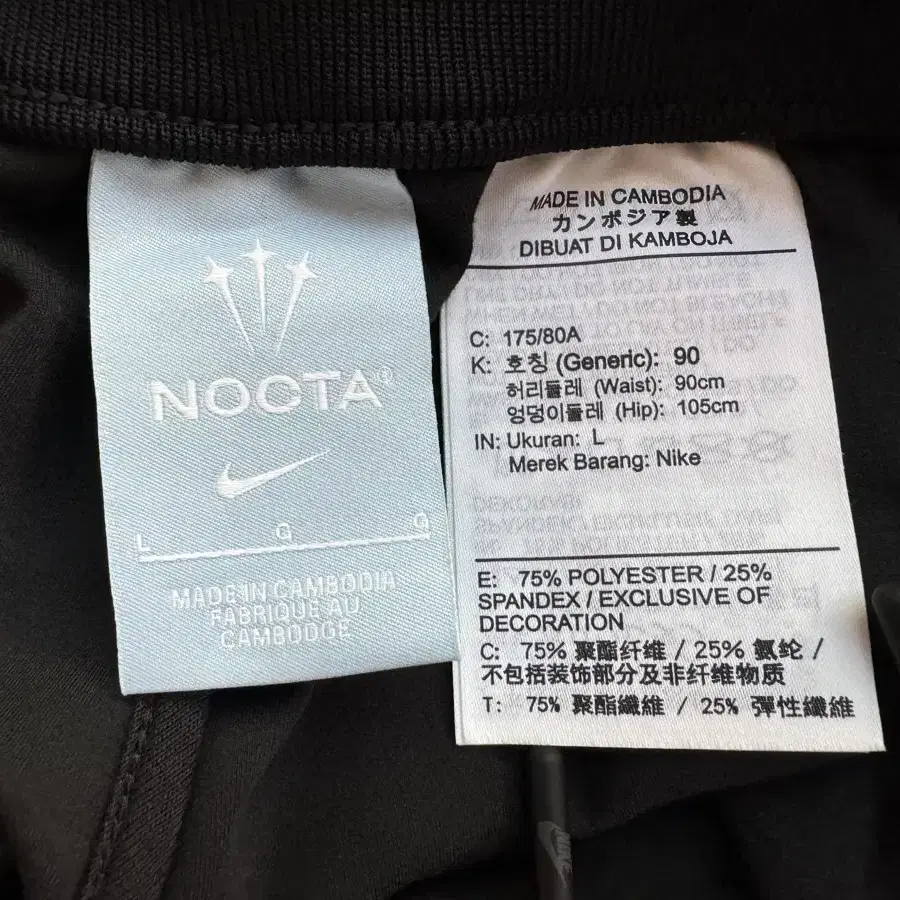 NOCTA®
L G G
MADE IN CAMBODIA
FABRIQUE AU
CAMBODGE
MADE IN CAMBODIA
カンボジア製
DIBUAT DI KAMBOJA
C: 175/80A
K: 호칭 (Generic): 90
허리둘레 (Waist): 90cm
엉덩이둘레 (Hip): 105cm
IN: Ukuran: L
Merek Barang: Nike
E: 75% POLYESTER / 25%
SPANDEX / EXCLUSIVE OF
DECORATION
C: 75% 聚酯纤维 / 25% 氨纶 /
不包括装饰部分及非纤维物质
T: 75% 聚酯纖維 / 25% 彈性纖維
NIKE